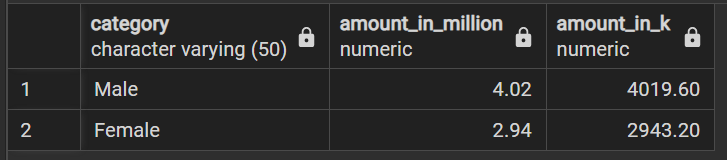 category amount_in_million amount_in_k
character varying (50) numeric numeric
1 Male 4.02 4019.60
2 Female 2.94 2943.20